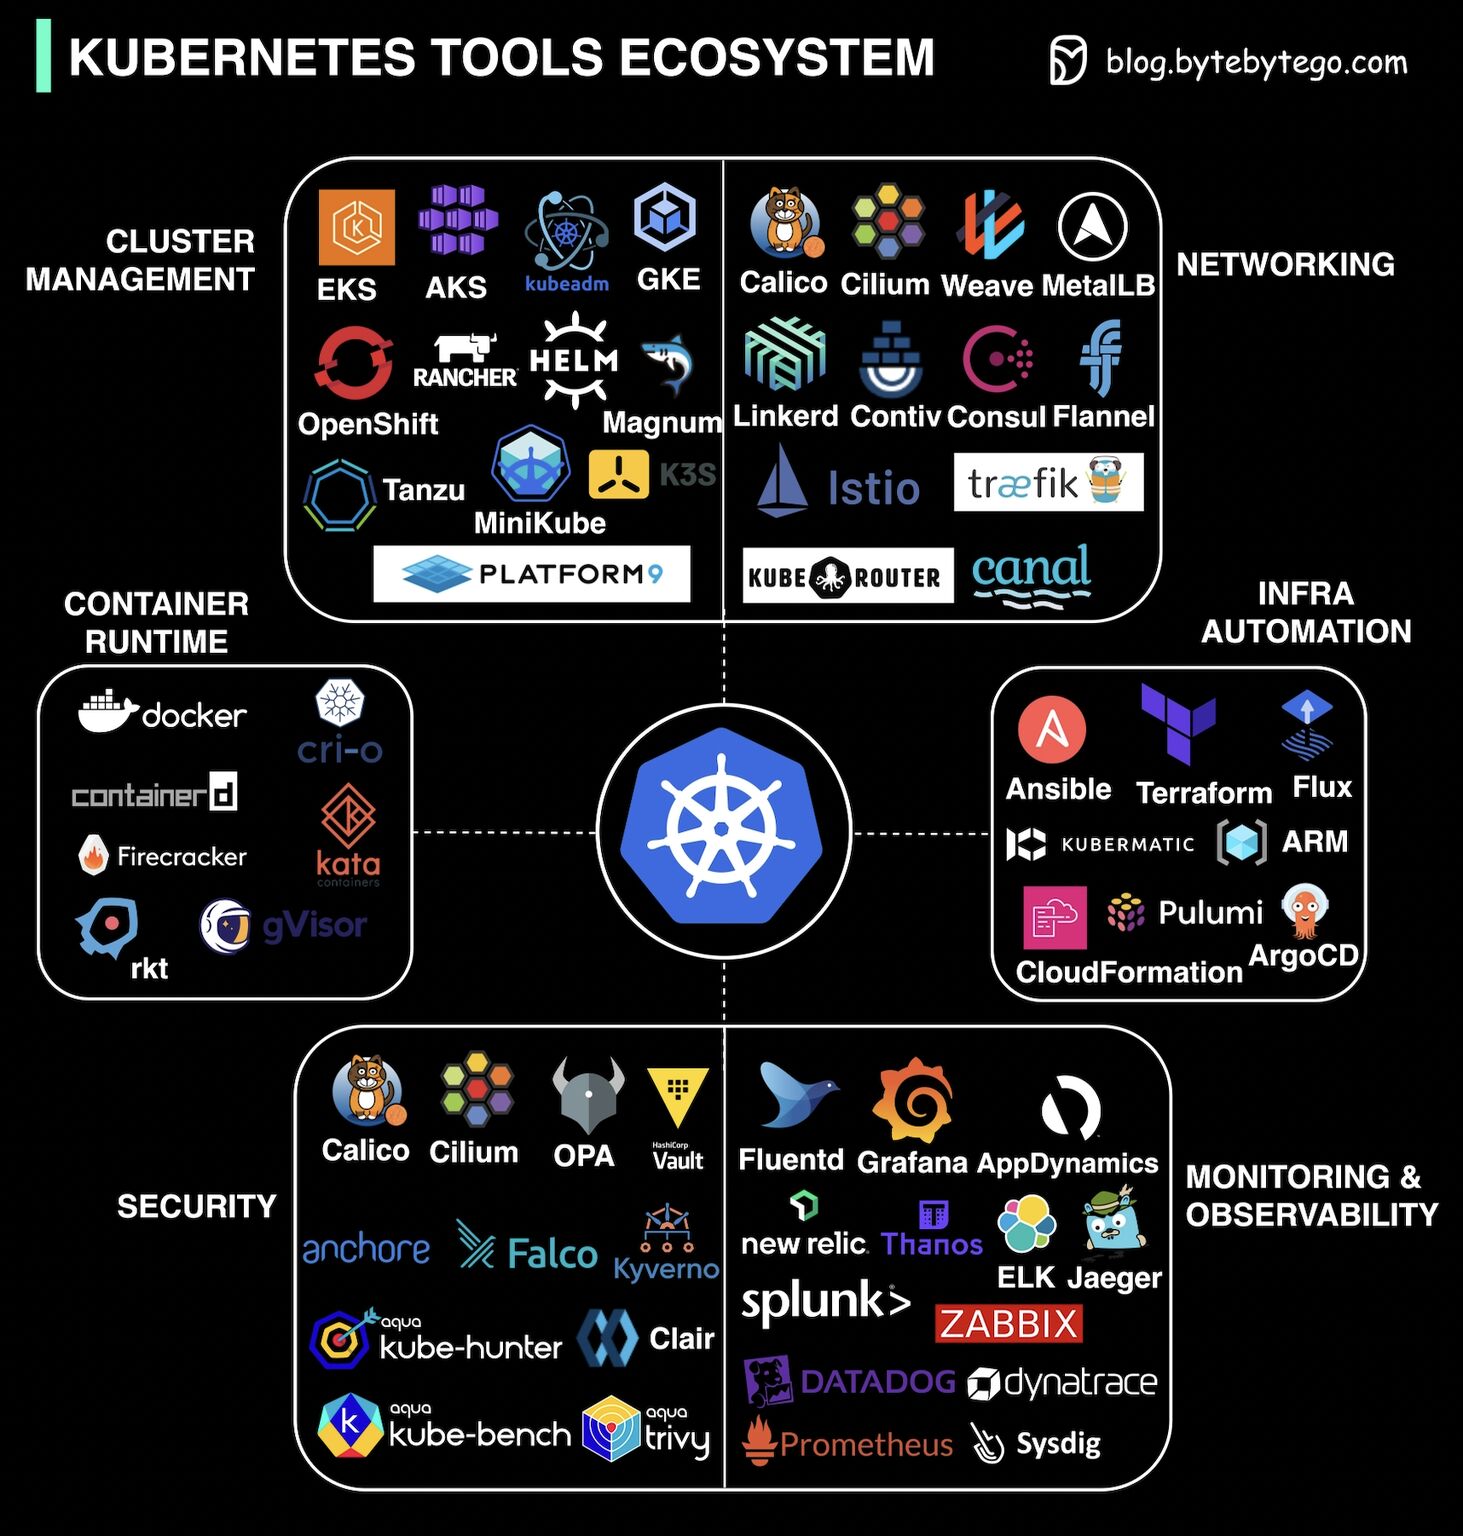 KUBERNETES TOOLS ECOSYSTEM
blog.bytebytego.com
CLUSTER
MANAGEMENT
EKS
AKS
kubeadm
GKE
OpenShift
RANCHER
HELM
Magnum
Tanzu
MiniKube
K3S
PLATFORM9
NETWORKING
Calico
Cilium
Weave
MetalLB
Linkerd
Contiv
Consul
Flannel
Istio
træfik
KUBE ROUTER
canal
CONTAINER
RUNTIME
docker
cri-o
containerd
kata
containers
Firecracker
rkt
gVisor
INFRA
AUTOMATION
Ansible
Terraform
Flux
KUBERMATIC
ARM
CloudFormation
Pulumi
ArgoCD
SECURITY
Calico
Cilium
OPA
HashiCorp
Vault
anchore
Falco
Kyverno
aqua
kube-hunter
Clair
k
aqua
kube-bench
aqua
trivy
MONITORING &
OBSERVABILITY
Fluentd
Grafana
AppDynamics
new relic.
Thanos
ELK
Jaeger
splunk>
ZABBIX
DATADOG
dynatrace
Prometheus
Sysdig